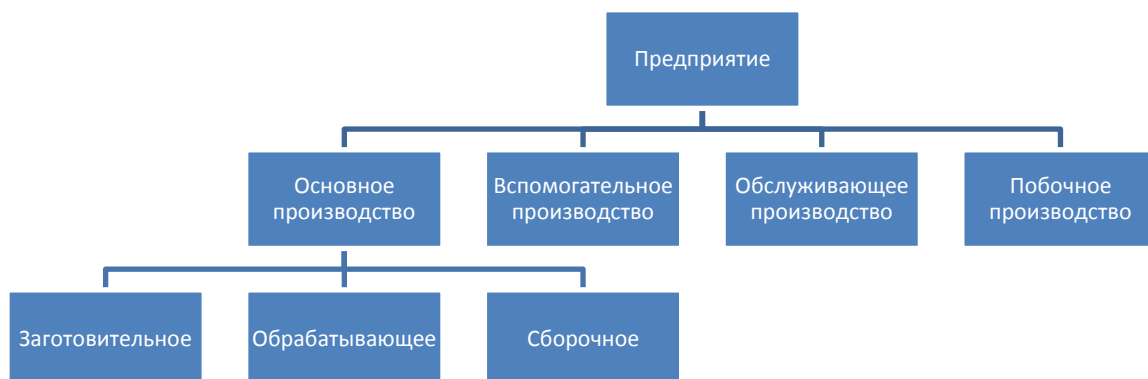 Предприятие
Основное
производство
Вспомогательное
производство
Обслуживающее
производство
Побочное
производство
Заготовительное
Обрабатывающее
Сборочное